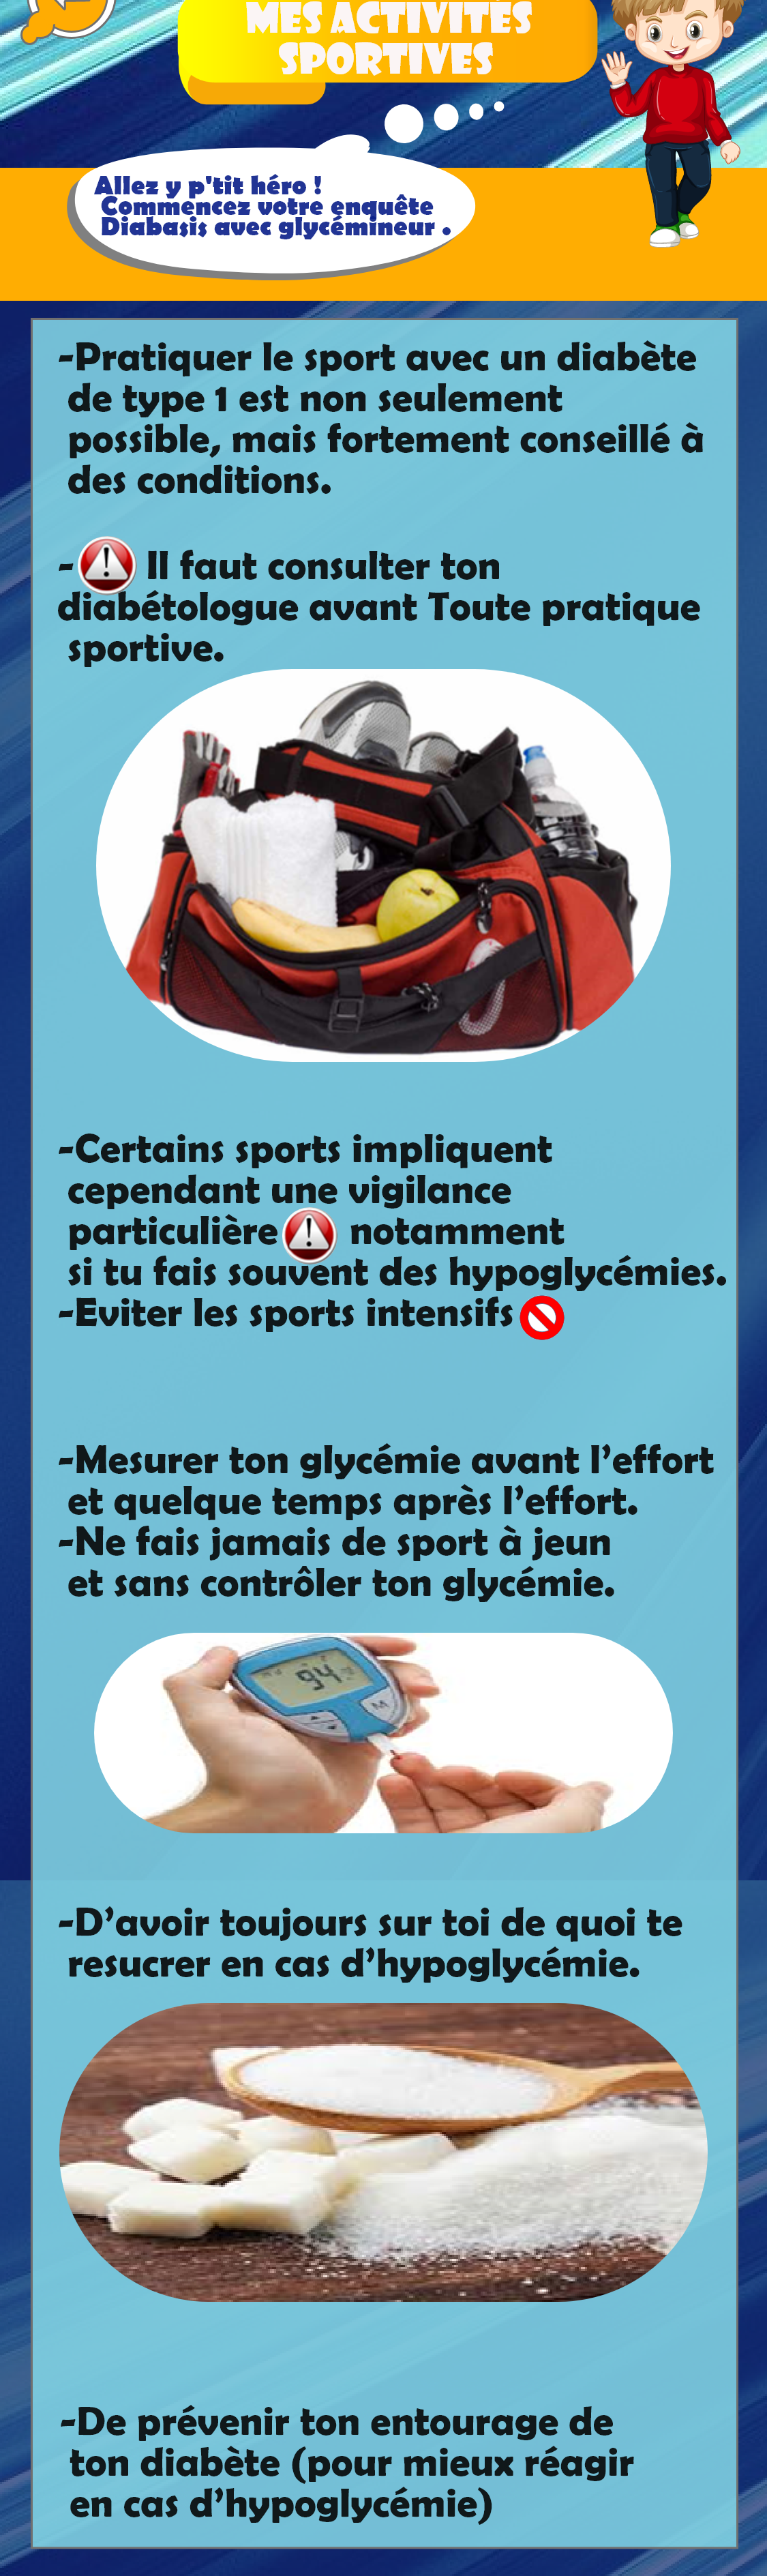 MES ACTIVITÉS
SPORTIVES
Allez y p'tit héro !
Commencez votre enquête
Diabasis avec glycémineur .
-Pratiquer le sport avec un diabète
de type 1 est non seulement
possible, mais fortement conseillé à
des conditions.
- ! Il faut consulter ton
diabétologue avant Toute pratique
sportive.
-Certains sports impliquent
cependant une vigilance
particulière ! notamment
si tu fais souvent des hypoglycémies.
-Eviter les sports intensifs
-Mesurer ton glycémie avant l’effort
et quelque temps après l’effort.
-Ne fais jamais de sport à jeun
et sans contrôler ton glycémie.
94
M
-D’avoir toujours sur toi de quoi te
resucrer en cas d’hypoglycémie.
-De prévenir ton entourage de
ton diabète (pour mieux réagir
en cas d’hypoglycémie)